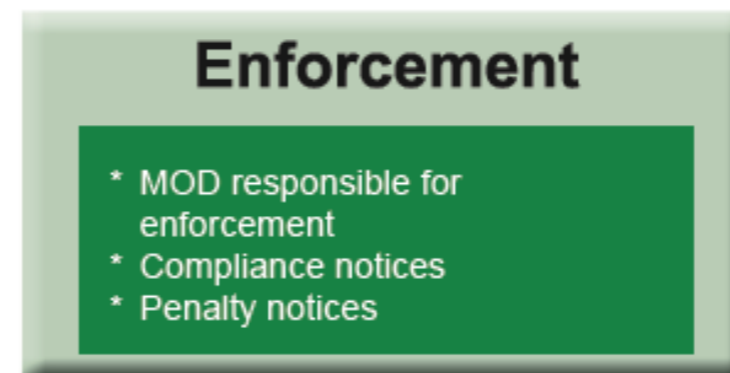 Enforcement
* MOD responsible for
enforcement
* Compliance notices
* Penalty notices